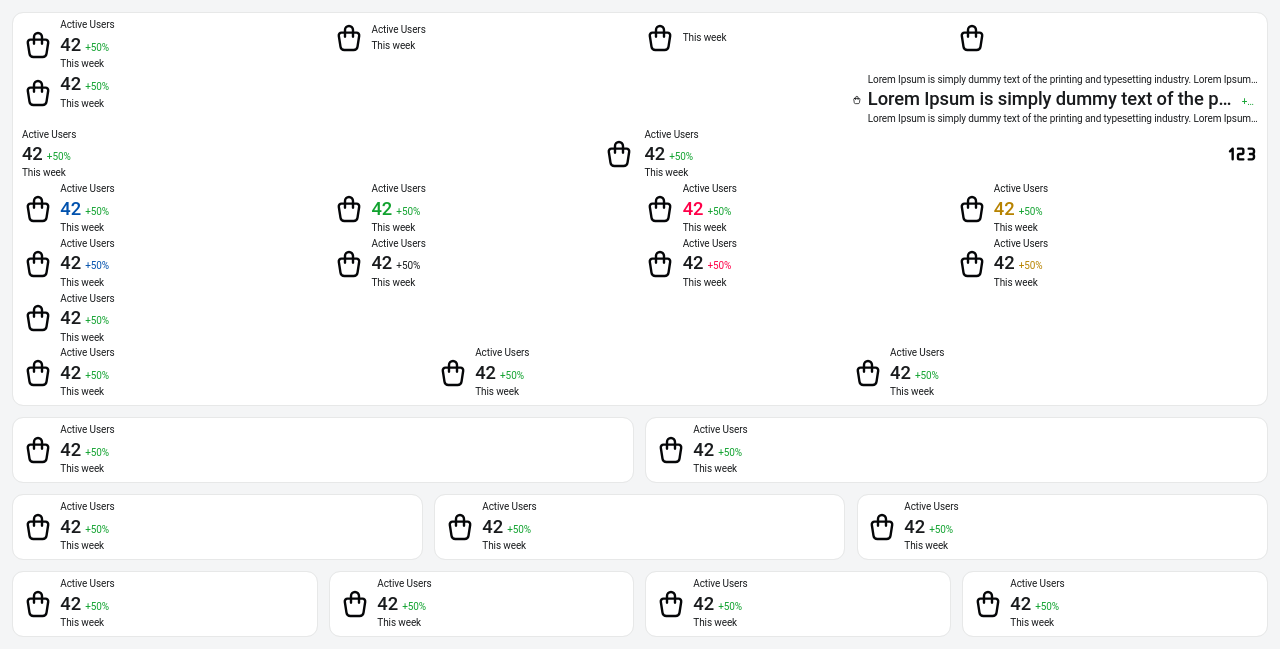 Active Users
42 +50%
This week
Active Users
This week
This week
42 +50%
This week
Lorem Ipsum is simply dummy text of the printing and typesetting industry. Lorem Ipsum...
Lorem Ipsum is simply dummy text of the p... +...
Lorem Ipsum is simply dummy text of the printing and typesetting industry. Lorem Ipsum...
Active Users
42 +50%
This week
Active Users
42 +50%
This week
123
Active Users
42 +50%
This week
Active Users
42 +50%
This week
Active Users
42 +50%
This week
Active Users
42 +50%
This week
Active Users
42 +50%
This week
Active Users
42 +50%
This week
Active Users
42 +50%
This week
Active Users
42 +50%
This week
Active Users
42 +50%
This week
Active Users
42 +50%
This week
Active Users
42 +50%
This week
Active Users
42 +50%
This week
Active Users
42 +50%
This week
Active Users
42 +50%
This week
Active Users
42 +50%
This week
Active Users
42 +50%
This week
Active Users
42 +50%
This week
Active Users
42 +50%
This week
Active Users
42 +50%
This week
Active Users
42 +50%
This week
Active Users
42 +50%
This week